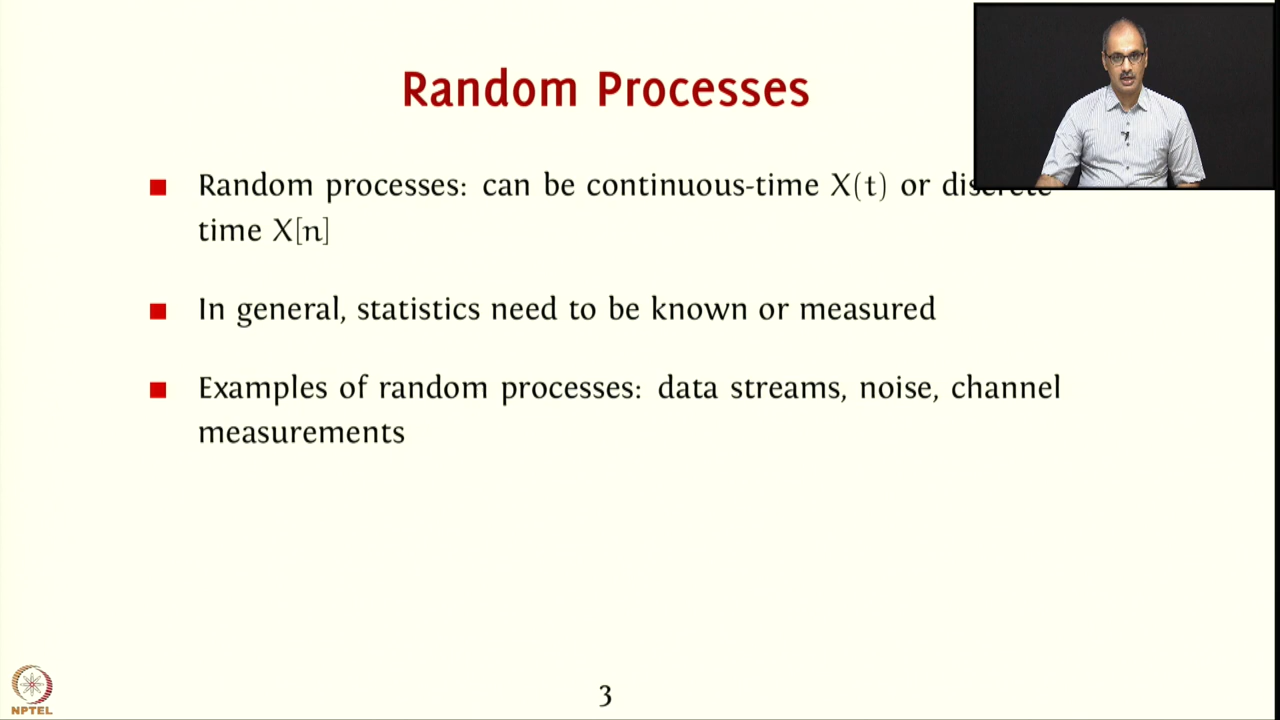 Random Processes
Random processes: can be continuous-time X(t) or discrete
time X[n]
In general, statistics need to be known or measured
Examples of random processes: data streams, noise, channel
measurements
3
NPTEL